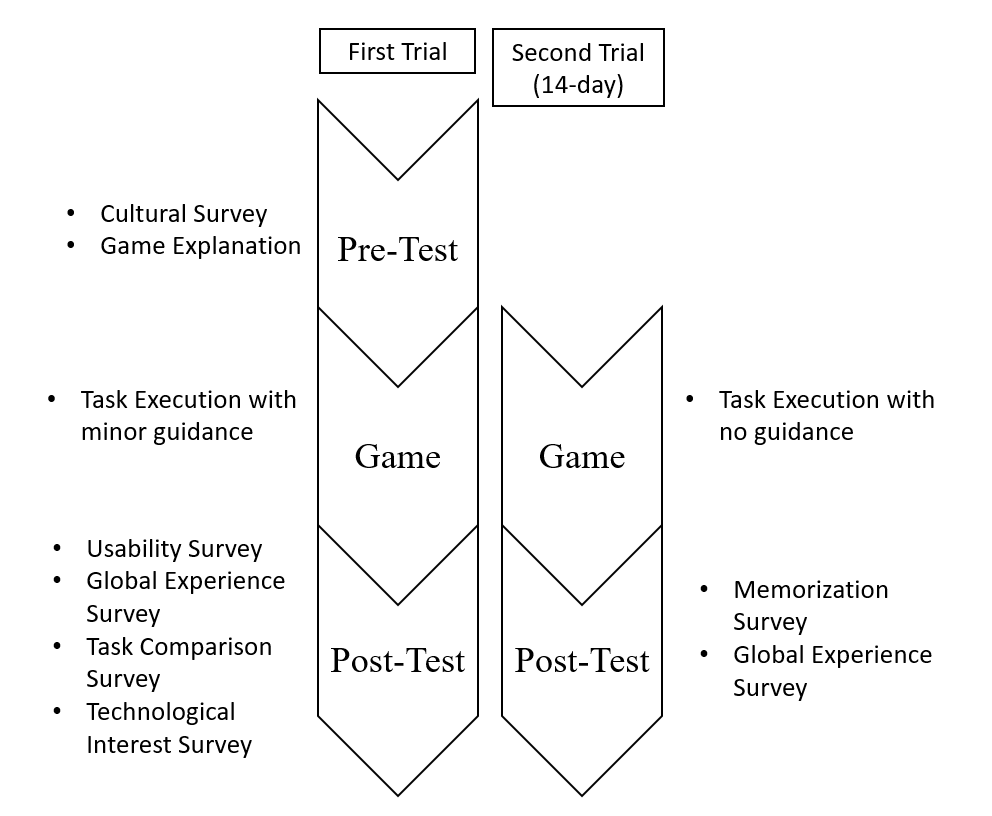 First Trial
Second Trial
(14-day)
• Cultural Survey
• Game Explanation
Pre-Test
• Task Execution with
minor guidance
Game
Game
• Task Execution with
no guidance
• Usability Survey
• Global Experience
Survey
• Task Comparison
Survey
• Technological
Interest Survey
Post-Test
Post-Test
• Memorization
Survey
• Global Experience
Survey